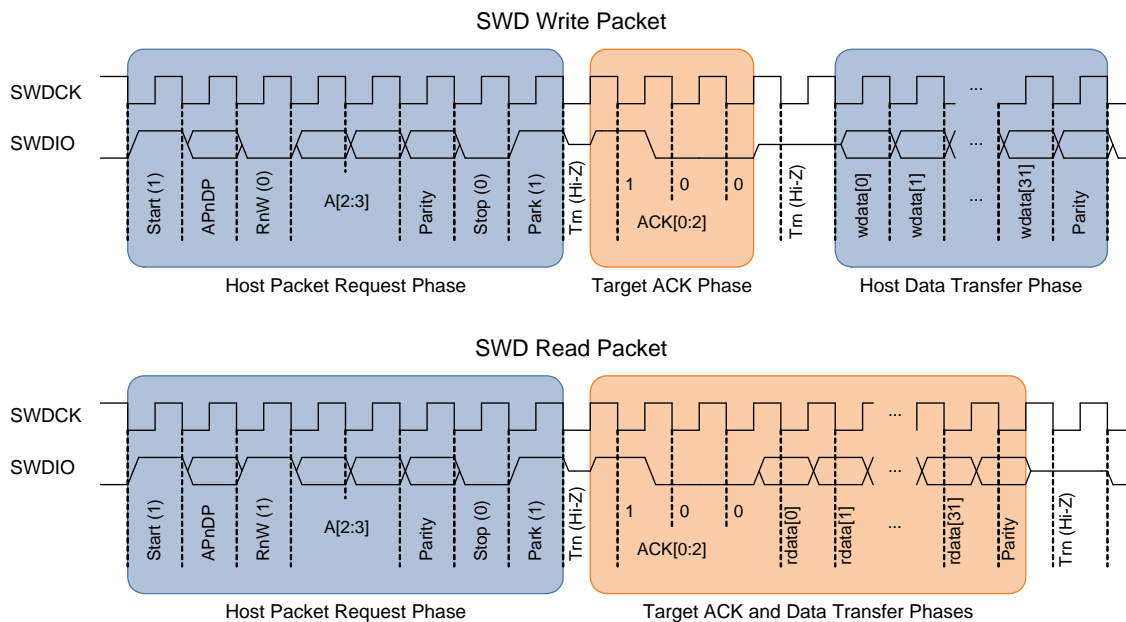 SWD Write Packet
SWDCK
...
SWDIO
...
Start (1)
APnDP
RnW (0)
A[2:3]
Parity
Stop (0)
Park (1)
Trn (Hi-Z)
1
0
0
ACK[0:2]
Trn (Hi-Z)
wdata[0]
wdata[1]
...
wdata[31]
Parity
Host Packet Request Phase
Target ACK Phase
Host Data Transfer Phase
SWD Read Packet
SWDCK
...
SWDIO
...
Start (1)
APnDP
RnW (1)
A[2:3]
Parity
Stop (0)
Park (1)
Trn (Hi-Z)
1
0
0
ACK[0:2]
rdata[0]
rdata[1]
...
rdata[31]
Parity
Trn (Hi-Z)
Host Packet Request Phase
Target ACK and Data Transfer Phases